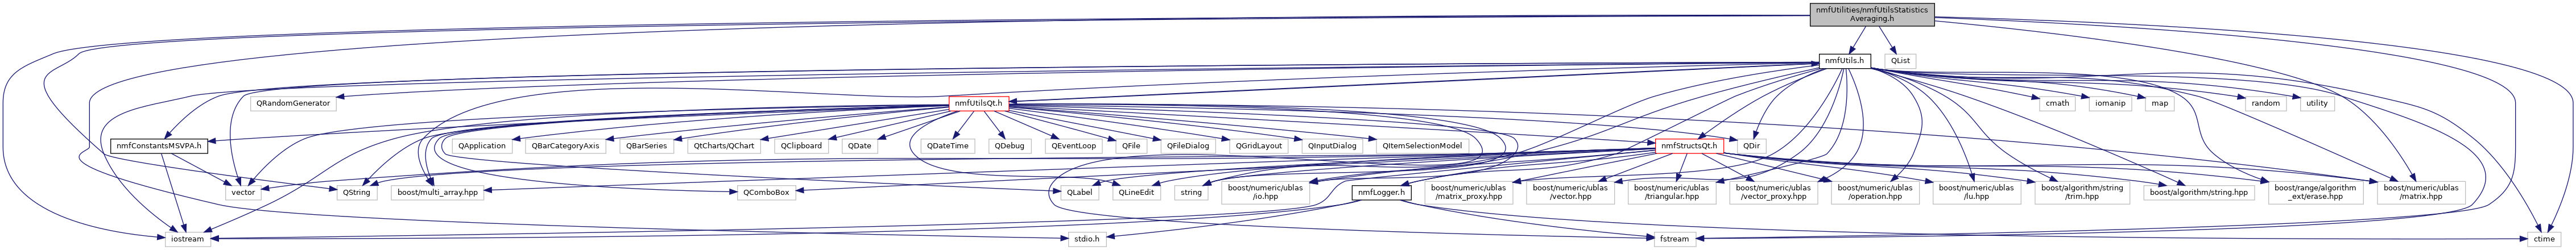 nmfUtilities/nmfUtilsStatistics
Averaging.h
nmfUtils.h
QList
QRandomGenerator
nmfUtilsQt.h
cmath
iomanip
map
random
utility
nmfConstantsMSVPA.h
QApplication
QBarCategoryAxis
QBarSeries
QtCharts/QChart
QClipboard
QDate
QDateTime
QDebug
QEventLoop
QFile
QFileDialog
QGridLayout
QInputDialog
QItemSelectionModel
nmfStructsQt.h
QDir
vector
QString
boost/multi_array.hpp
QComboBox
QLabel
QLineEdit
string
boost/numeric/ublas
/io.hpp
nmfLogger.h
boost/numeric/ublas
/matrix_proxy.hpp
boost/numeric/ublas
/vector.hpp
boost/numeric/ublas
/triangular.hpp
boost/numeric/ublas
/vector_proxy.hpp
boost/numeric/ublas
/operation.hpp
boost/numeric/ublas
/lu.hpp
boost/algorithm/string
/trim.hpp
boost/algorithm/string.hpp
boost/range/algorithm
_ext/erase.hpp
boost/numeric/ublas
/matrix.hpp
iostream
stdio.h
fstream
ctime